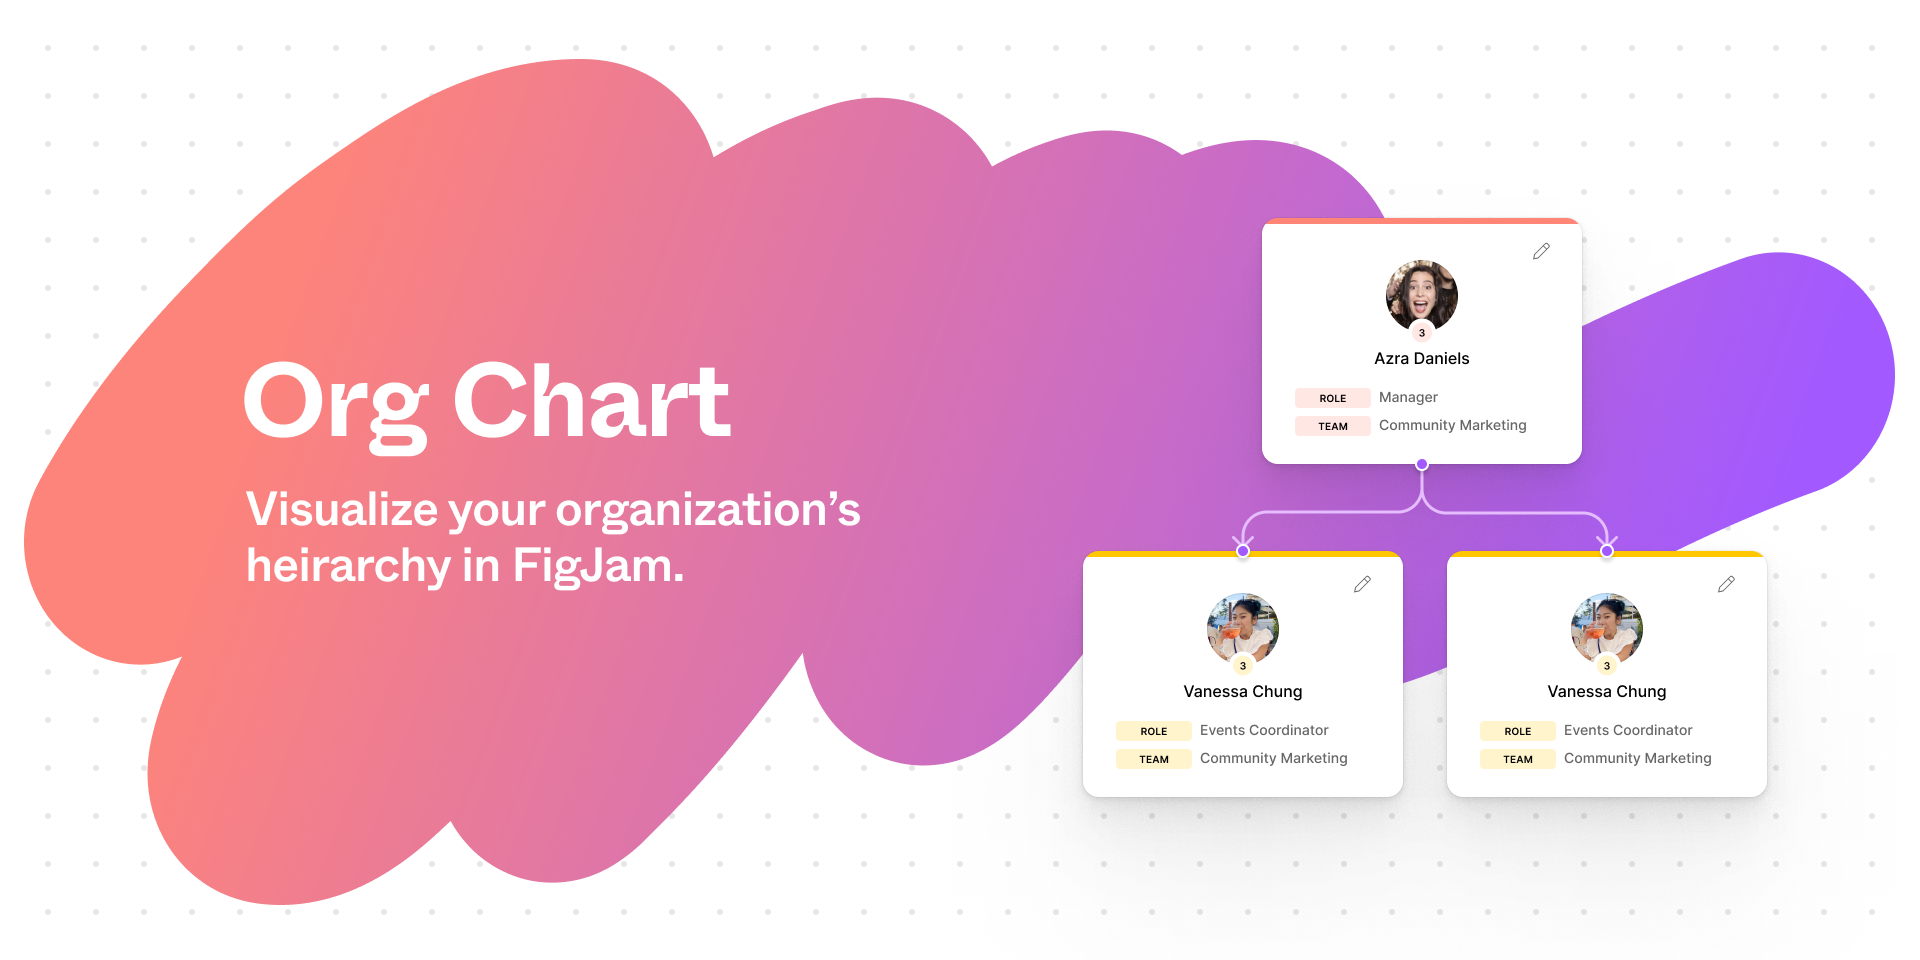 Org Chart
Visualize your organization’s
heirarchy in FigJam.
3
Azra Daniels
ROLE Manager
TEAM Community Marketing
3
Vanessa Chung
ROLE Events Coordinator
TEAM Community Marketing
3
Vanessa Chung
ROLE Events Coordinator
TEAM Community Marketing